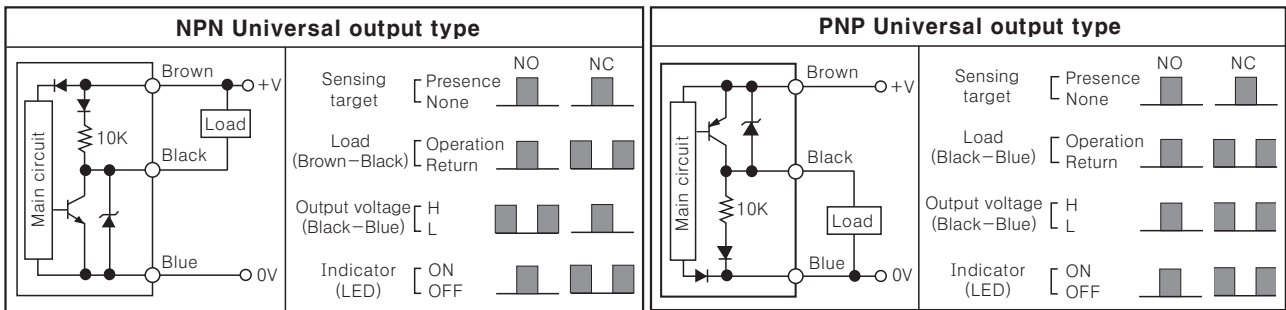 NPN Universal output type
Main circuit
Brown
+V
Load
10K
Black
Blue
0V
NO
NC
Sensing target
Presence
None
Load
(Brown-Black)
Operation
Return
Output voltage
(Black-Blue)
H
L
Indicator
(LED)
ON
OFF
PNP Universal output type
Main circuit
Brown
+V
Black
10K
Load
Blue
0V
NO
NC
Sensing target
Presence
None
Load
(Black-Blue)
Operation
Return
Output voltage
(Black-Blue)
H
L
Indicator
(LED)
ON
OFF